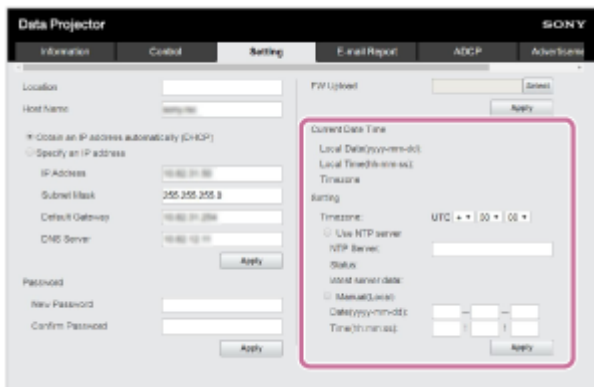 Data Projector
SONY
Information
Control
Setting
E-mail Report
ADCP
Advertiseme
Location
Host Name
Obtain an IP address automatically (DHCP)
Specify an IP address
IP Address
Subnet Mask
255.255.255.0
Default Gateway
DNS Server
Apply
Password
New Password
Confirm Password
Apply
FW Upload
Select
Apply
Current Date Time
Local Date(yyyy-mm-dd):
Local Time(hh:mm:ss):
Timezone
Setting
Timezone:
UTC + 00 00
Use NTP server
NTP Server:
Status:
Manual(Local)
Date(yyyy-mm-dd):
Time(hh:mm:ss):
Apply